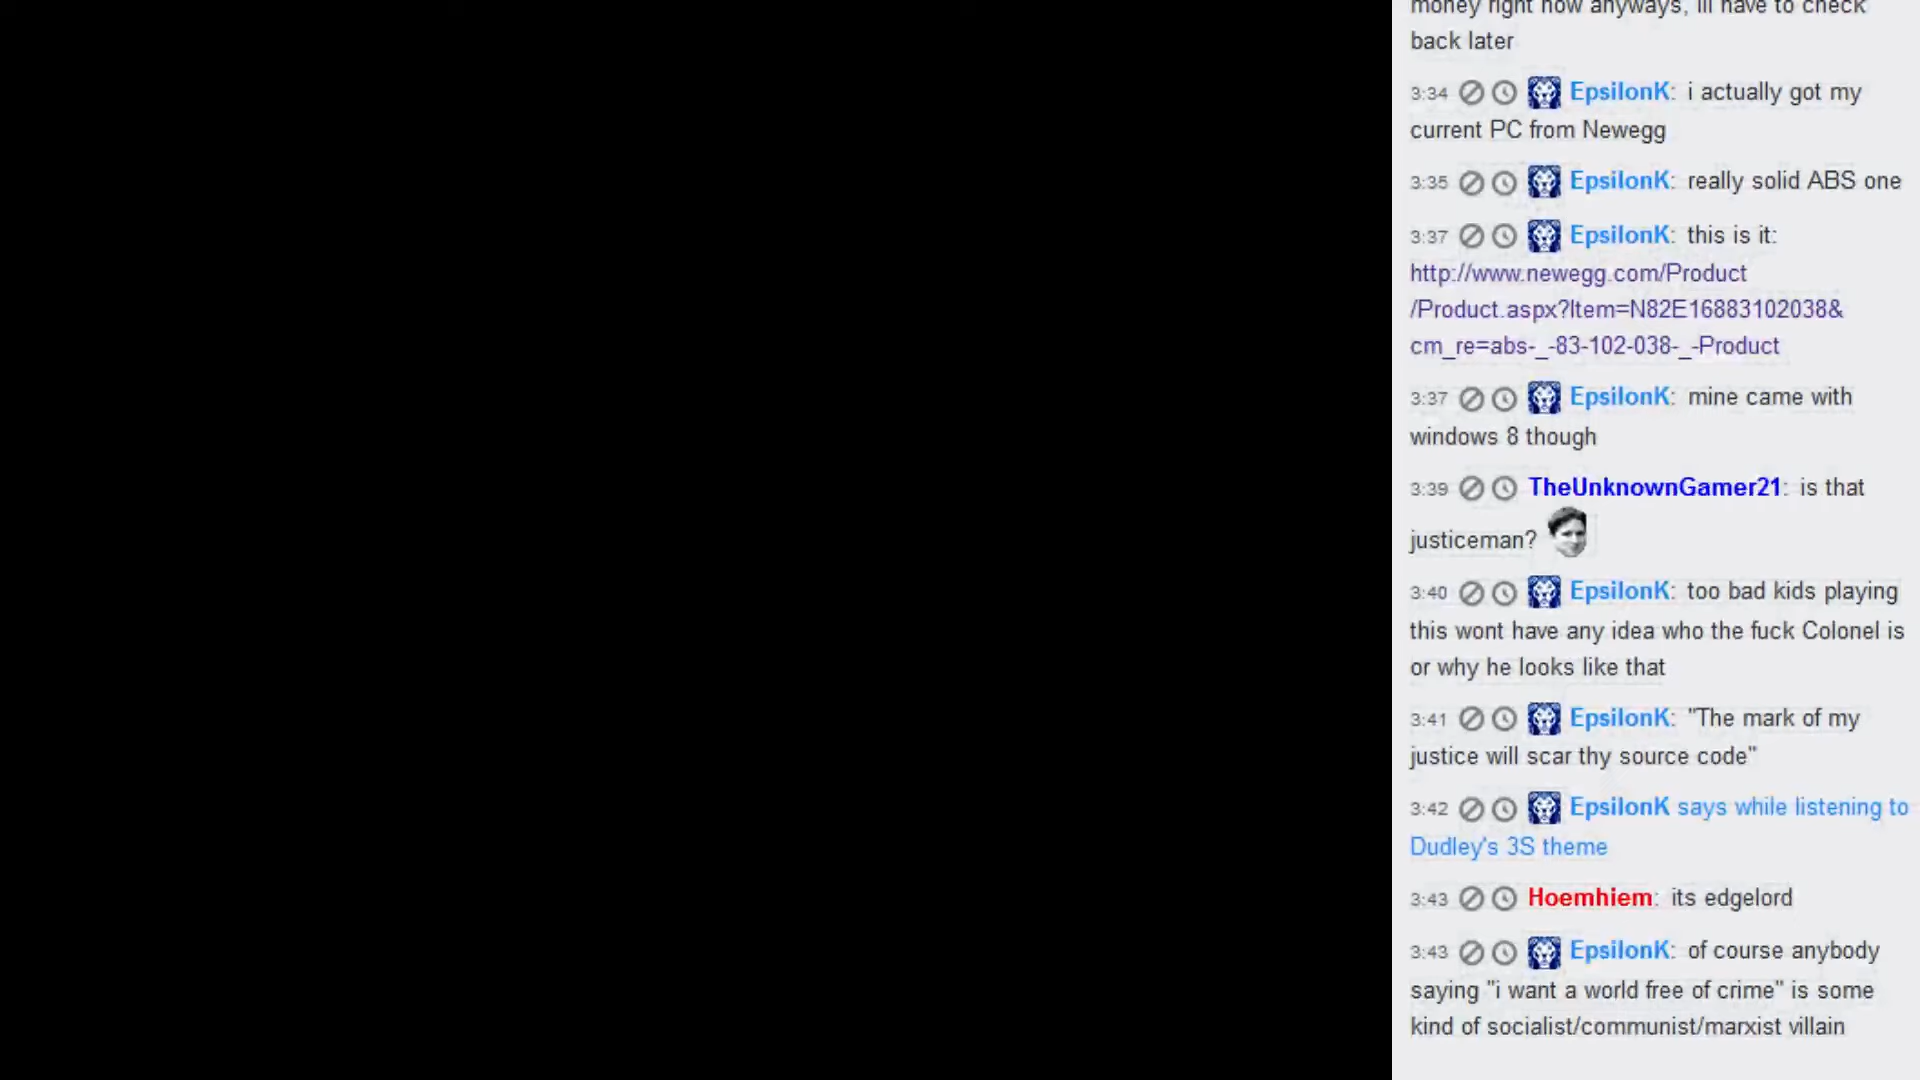 money right now anyways, ill have to check
back later
3:34 EpsilonK: i actually got my
current PC from Newegg
3:35 EpsilonK: really solid ABS one
3:37 EpsilonK: this is it:
http://www.newegg.com/Product
/Product.aspx?Item=N82E16883102038&
cm_re=abs-_-83-102-038-_-Product
3:37 EpsilonK: mine came with
windows 8 though
3:39 TheUnknownGamer21: is that
justiceman?
3:40 EpsilonK: too bad kids playing
this wont have any idea who the fuck Colonel is
or why he looks like that
3:41 EpsilonK: "The mark of my
justice will scar thy source code"
3:42 EpsilonK says while listening to
Dudley's 3S theme
3:43 Hoemhiem: its edgelord
3:43 EpsilonK: of course anybody
saying "i want a world free of crime" is some
kind of socialist/communist/marxist villain